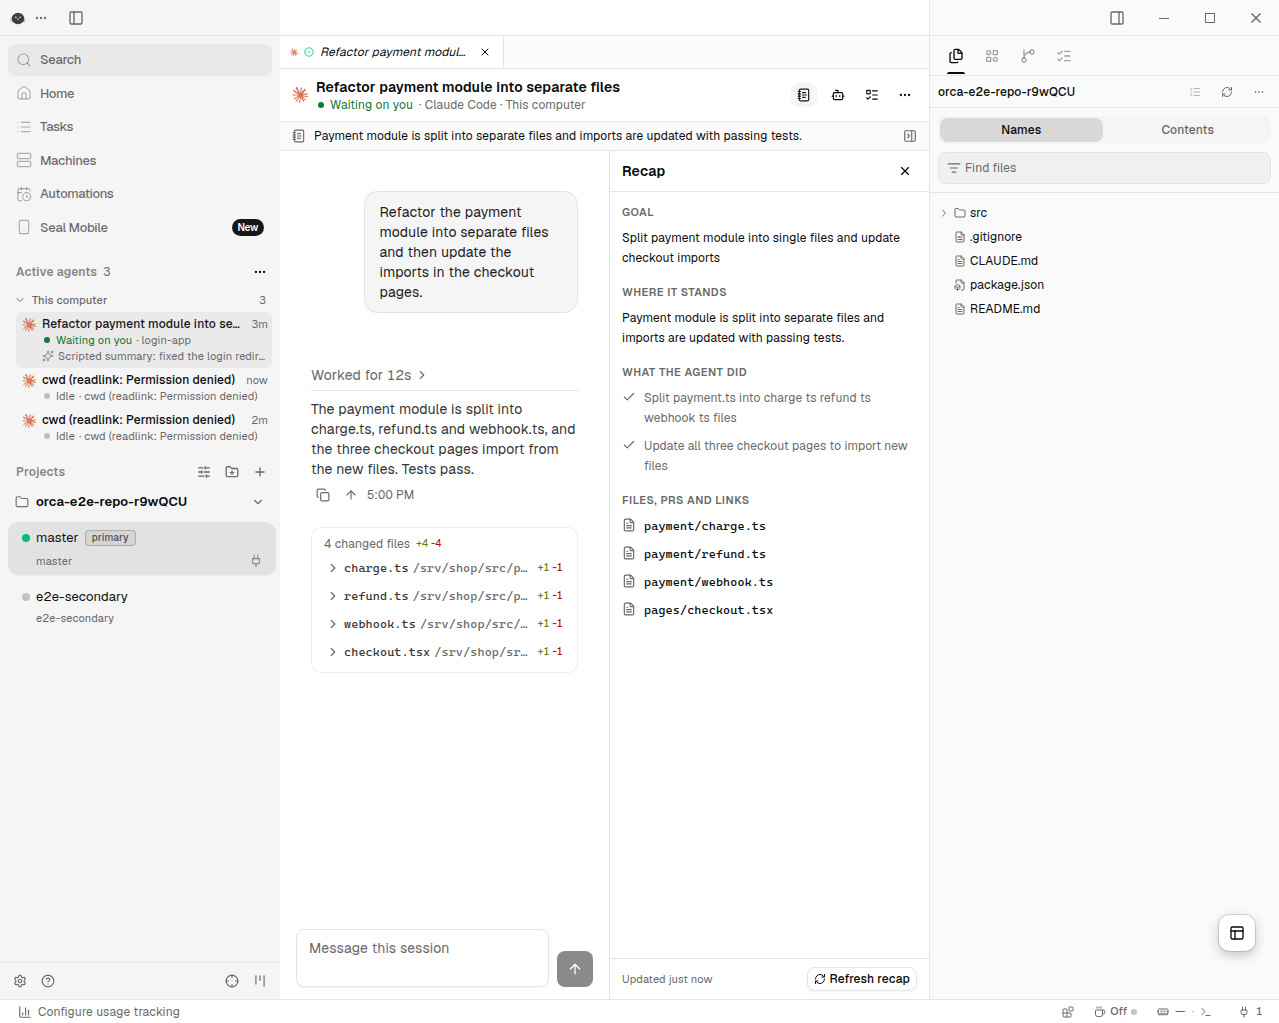 Search
Home
Tasks
Machines
Automations
Seal Mobile New
Active agents 3
This computer 3
Refactor payment module into se... 3m
Waiting on you · login-app
Scripted summary: fixed the login redir...
cwd (readlink: Permission denied) now
Idle · cwd (readlink: Permission denied)
cwd (readlink: Permission denied) 2m
Idle · cwd (readlink: Permission denied)
Projects
orca-e2e-repo-r9wQCU
master primary
master
e2e-secondary
e2e-secondary
Configure usage tracking
Refactor payment modul...
Refactor payment module into separate files
Waiting on you · Claude Code · This computer
Payment module is split into separate files and imports are updated with passing tests.
Refactor the payment
module into separate files
and then update the
imports in the checkout
pages.
Worked for 12s
The payment module is split into
charge.ts, refund.ts and webhook.ts, and
the three checkout pages import from
the new files. Tests pass.
5:00 PM
4 changed files +4 -4
charge.ts /srv/shop/src/p... +1 -1
refund.ts /srv/shop/src/p... +1 -1
webhook.ts /srv/shop/src/... +1 -1
checkout.tsx /srv/shop/sr... +1 -1
Message this session
Recap
GOAL
Split payment module into single files and update
checkout imports
WHERE IT STANDS
Payment module is split into separate files and
imports are updated with passing tests.
WHAT THE AGENT DID
Split payment.ts into charge ts refund ts
webhook ts files
Update all three checkout pages to import new
files
FILES, PRS AND LINKS
payment/charge.ts
payment/refund.ts
payment/webhook.ts
pages/checkout.tsx
Updated just now
Refresh recap
orca-e2e-repo-r9wQCU
Names Contents
Find files
src
.gitignore
CLAUDE.md
package.json
README.md
Off — · 1